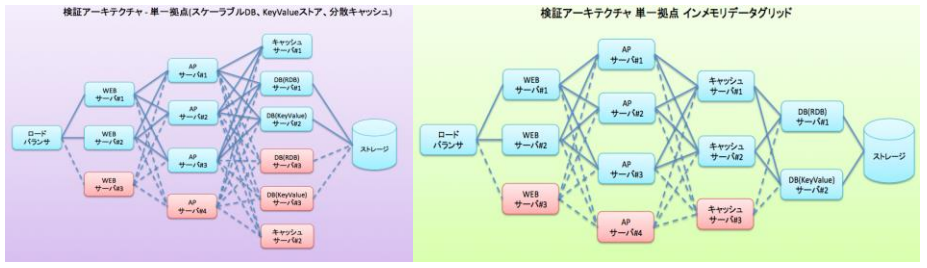 検証アーキテクチャ - 単一拠点(スケーラブルDB、KeyValueストア、分散キャッシュ)
キャッシュ
サーバ#1
AP
サーバ#1
DB(RDB)
サーバ#1
WEB
サーバ#1
AP
サーバ#2
DB(KeyValue)
サーバ#2
ロード
バランサ
WEB
サーバ#2
ストレージ
AP
サーバ#3
DB(RDB)
サーバ#3
WEB
サーバ#3
AP
サーバ#4
DB(KeyValue)
サーバ#3
キャッシュ
サーバ#2
検証アーキテクチャ 単一拠点 インメモリデータグリッド
AP
サーバ#1
WEB
サーバ#1
キャッシュ
サーバ#1
AP
サーバ#2
DB(RDB)
サーバ#1
ロード
バランサ
WEB
サーバ#2
キャッシュ
サーバ#2
ストレージ
AP
サーバ#3
DB(KeyValue)
サーバ#2
WEB
サーバ#3
キャッシュ
サーバ#3
AP
サーバ#4